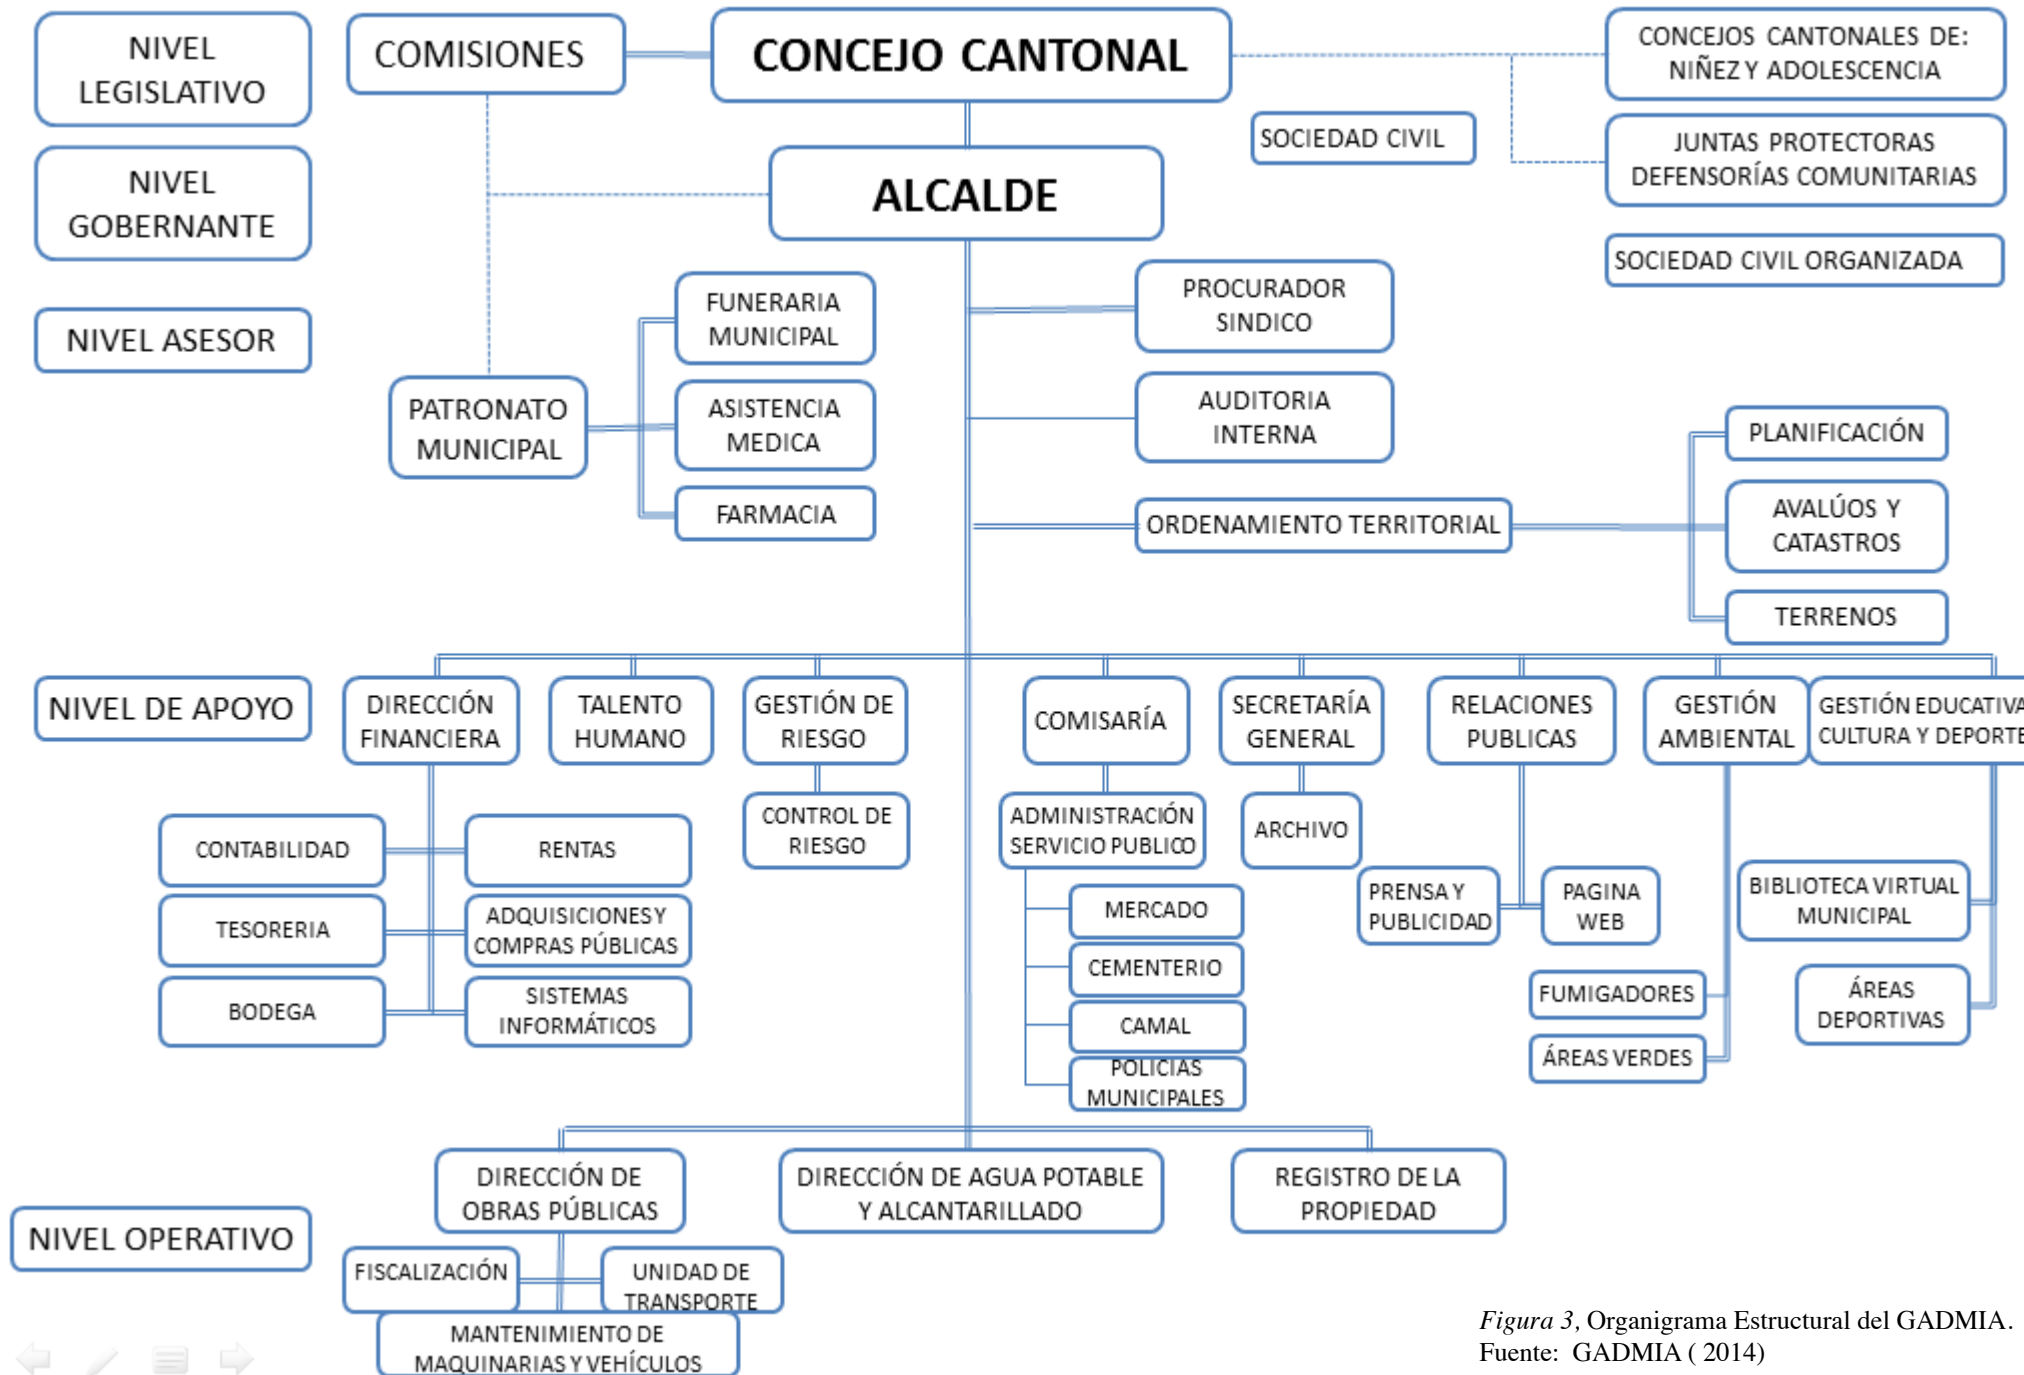 NIVEL
LEGISLATIVO
COMISIONES
CONCEJO CANTONAL
CONCEJOS CANTONALES DE:
NIÑEZ Y ADOLESCENCIA
SOCIEDAD CIVIL
JUNTAS PROTECTORAS
DEFENSORÍAS COMUNITARIAS
NIVEL
GOBERNANTE
ALCALDE
SOCIEDAD CIVIL ORGANIZADA
NIVEL ASESOR
FUNERARIA
MUNICIPAL
PROCURADOR
SINDICO
PATRONATO
MUNICIPAL
ASISTENCIA
MEDICA
AUDITORIA
INTERNA
FARMACIA
ORDENAMIENTO TERRITORIAL
PLANIFICACIÓN
AVALÚOS Y
CATASTROS
TERRENOS
NIVEL DE APOYO
DIRECCIÓN
FINANCIERA
TALENTO
HUMANO
GESTIÓN DE
RIESGO
COMISARÍA
SECRETARÍA
GENERAL
RELACIONES
PUBLICAS
GESTIÓN
AMBIENTAL
GESTIÓN EDUCATIVA
CULTURA Y DEPORTE
CONTABILIDAD
RENTAS
TESORERIA
ADQUISICIONES Y
COMPRAS PÚBLICAS
BODEGA
SISTEMAS
INFORMÁTICOS
CONTROL DE
RIESGO
ADMINISTRACIÓN
SERVICIO PUBLICO
MERCADO
CEMENTERIO
CAMAL
POLICIAS
MUNICIPALES
ARCHIVO
PRENSA Y
PUBLICIDAD
PAGINA
WEB
FUMIGADORES
ÁREAS VERDES
BIBLIOTECA VIRTUAL
MUNICIPAL
ÁREAS
DEPORTIVAS
NIVEL OPERATIVO
DIRECCIÓN DE
OBRAS PÚBLICAS
DIRECCIÓN DE AGUA POTABLE
Y ALCANTARILLADO
REGISTRO DE LA
PROPIEDAD
FISCALIZACIÓN
UNIDAD DE
TRANSPORTE
MANTENIMIENTO DE
MAQUINARIAS Y VEHÍCULOS
Figura 3, Organigrama Estructural del GADMIA.
Fuente: GADMIA ( 2014)